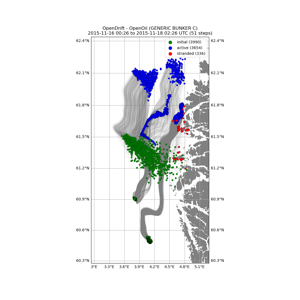 OpenDrift - OpenOil (GENERIC BUNKER C)
2015-11-16 00:26 to 2015-11-18 02:26 UTC (51 steps)
initial (3990)
active (3654)
stranded (336)
62.4°N 62.4°N
62.1°N 62.1°N
61.8°N 61.8°N
61.5°N 61.5°N
61.2°N 61.2°N
60.9°N 60.9°N
60.6°N 60.6°N
60.3°N 60.3°N
3°E 3.3°E 3.6°E 3.9°E 4.2°E 4.5°E 4.8°E 5.1°E